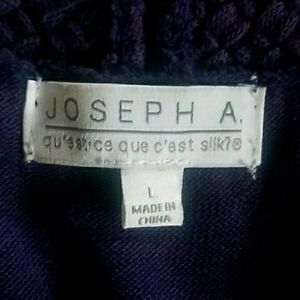 JOSEPH A.
qu'est-ce que c'est silk?®
L
MADE IN
CHINA